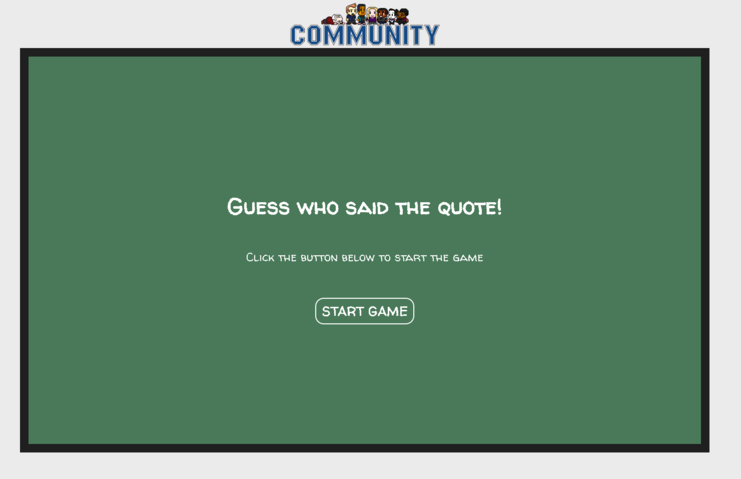 COMMUNITY
Guess who said the quote!
Click the button below to start the game
START GAME